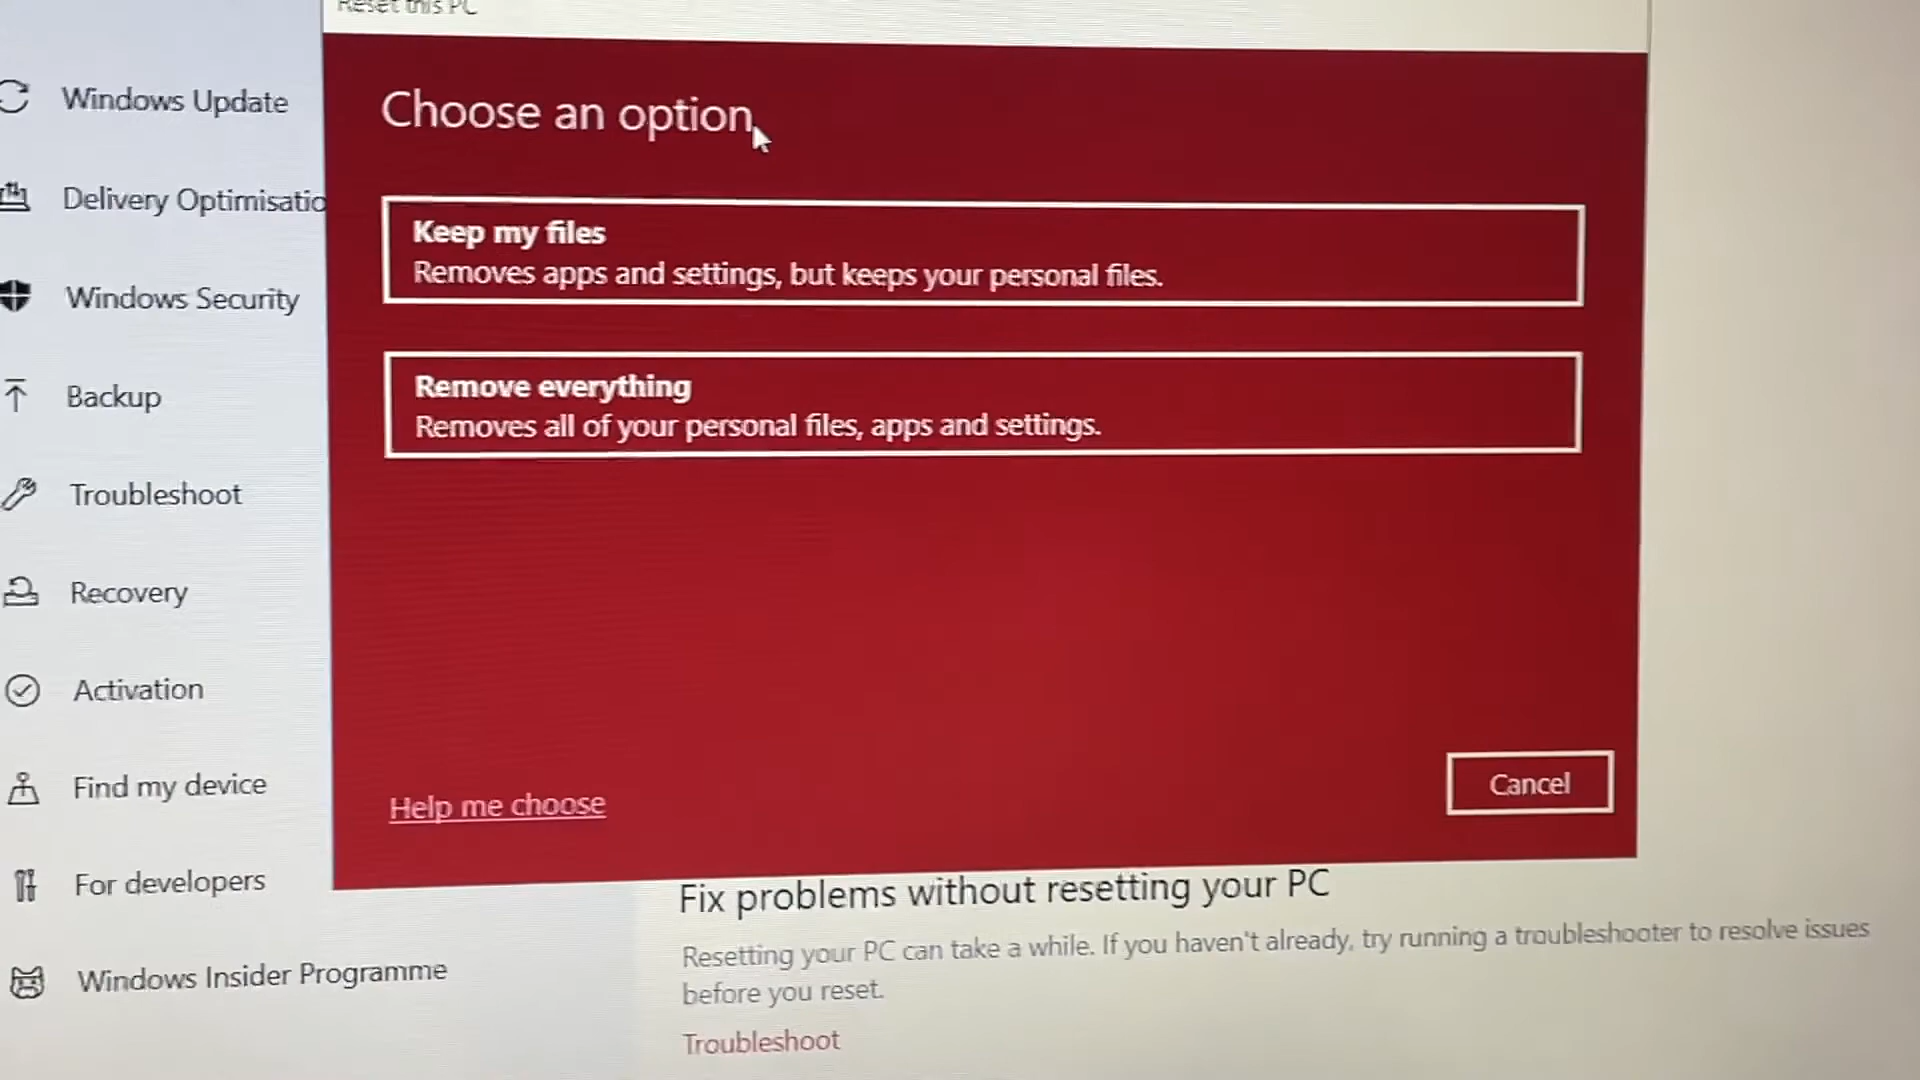 Reset this PC
Windows Update
Delivery Optimisatio
Windows Security
Backup
Troubleshoot
Recovery
Activation
Find my device
For developers
Windows Insider Programme
Choose an option
Keep my files
Removes apps and settings, but keeps your personal files.
Remove everything
Removes all of your personal files, apps and settings.
Help me choose
Cancel
Fix problems without resetting your PC
Resetting your PC can take a while. If you haven't already, try running a troubleshooter to resolve issues
before you reset.
Troubleshoot